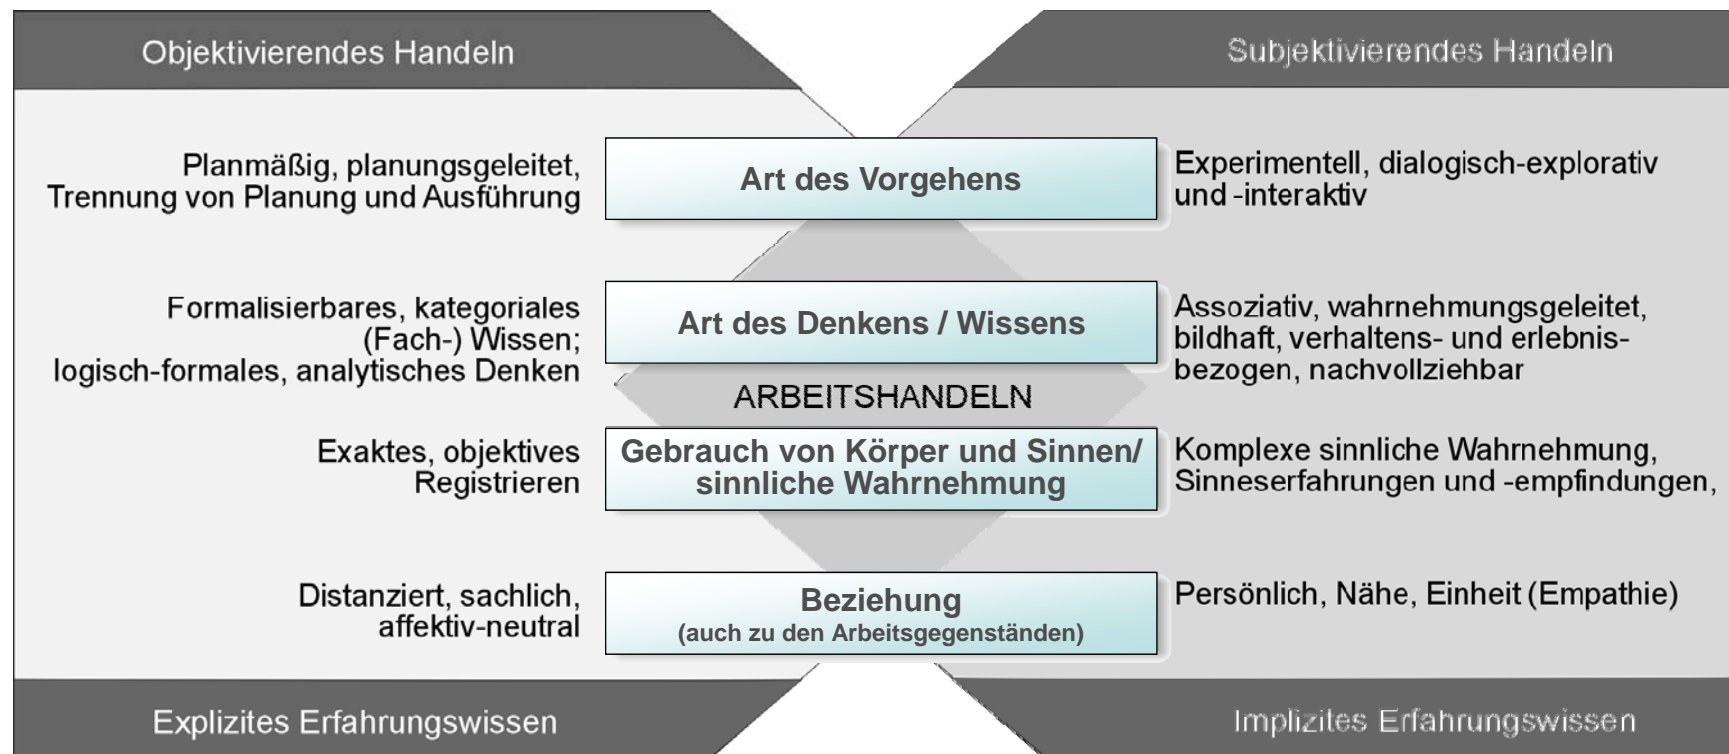 Objektivierendes Handeln
Subjektivierendes Handeln
Planmäßig, planungsgeleitet,
Trennung von Planung und Ausführung
Art des Vorgehens
Experimentell, dialogisch-explorativ
und -interaktiv
Formalisierbares, kategoriales
(Fach-) Wissen;
logisch-formales, analytisches Denken
Art des Denkens / Wissens
Assoziativ, wahrnehmungsgeleitet,
bildhaft, verhaltens- und erlebnis-
bezogen, nachvollziehbar
ARBEITSHANDELN
Exaktes, objektives
Registrieren
Gebrauch von Körper und Sinnen/
sinnliche Wahrnehmung
Komplexe sinnliche Wahrnehmung,
Sinneserfahrungen und -empfindungen,
Distanziert, sachlich,
affektiv-neutral
Beziehung
(auch zu den Arbeitsgegenständen)
Persönlich, Nähe, Einheit (Empathie)
Explizites Erfahrungswissen
Implizites Erfahrungswissen